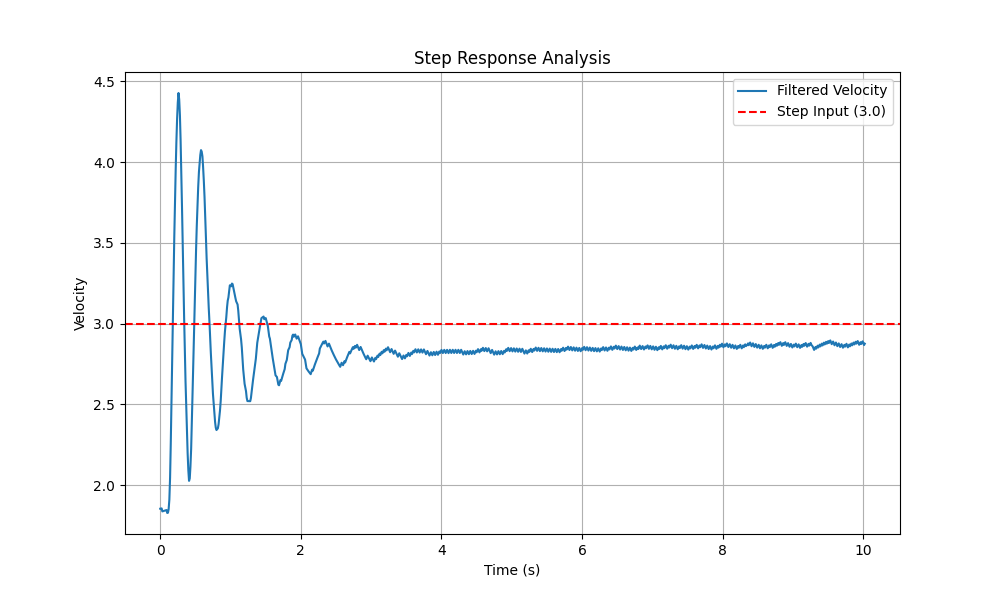 Step Response Analysis
Filtered Velocity
Step Input (3.0)
Velocity
4.5
4.0
3.5
3.0
2.5
2.0
0 2 4 6 8 10
Time (s)